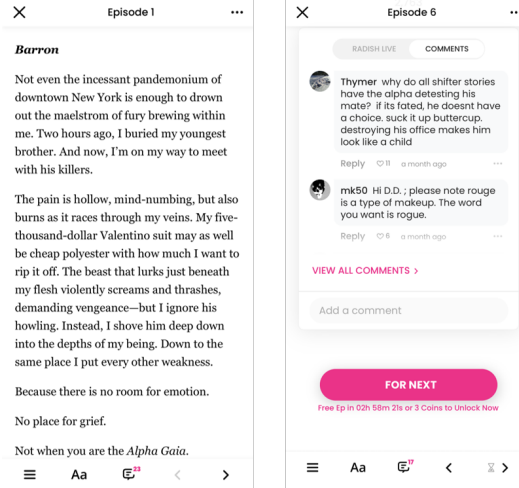 Episode 1
Barron
Not even the incessant pandemonium of
downtown New York is enough to drown
out the maelstrom of fury brewing within
me. Two hours ago, I buried my youngest
brother. And now, I'm on my way to meet
with his killers.
The pain is hollow, mind-numbing, but also
burns as it races through my veins. My five-
thousand-dollar Valentino suit may as well
be cheap polyester with how much I want to
rip it off. The beast that lurks just beneath
my flesh violently screams and thrashes,
demanding vengeance—but I ignore his
howling. Instead, I shove him deep down
into the depths of my being. Down to the
same place I put every other weakness.
Because there is no room for emotion.
No place for grief.
Not when you are the Alpha Gaia.
Aa
23
Episode 6
RADISH LIVE
COMMENTS
Thymer why do all shifter stories
have the alpha detesting his
mate? if its fated, he doesnt have
a choice. suck it up buttercup.
destroying his office makes him
look like a child
Reply 11 a month ago
mk50 Hi D.D. ; please note rouge
is a type of makeup. The word
you want is rogue.
Reply 6 a month ago
VIEW ALL COMMENTS >
Add a comment
FOR NEXT
Free Ep in 02h 58m 21s or 3 Coins to Unlock Now
Aa
17